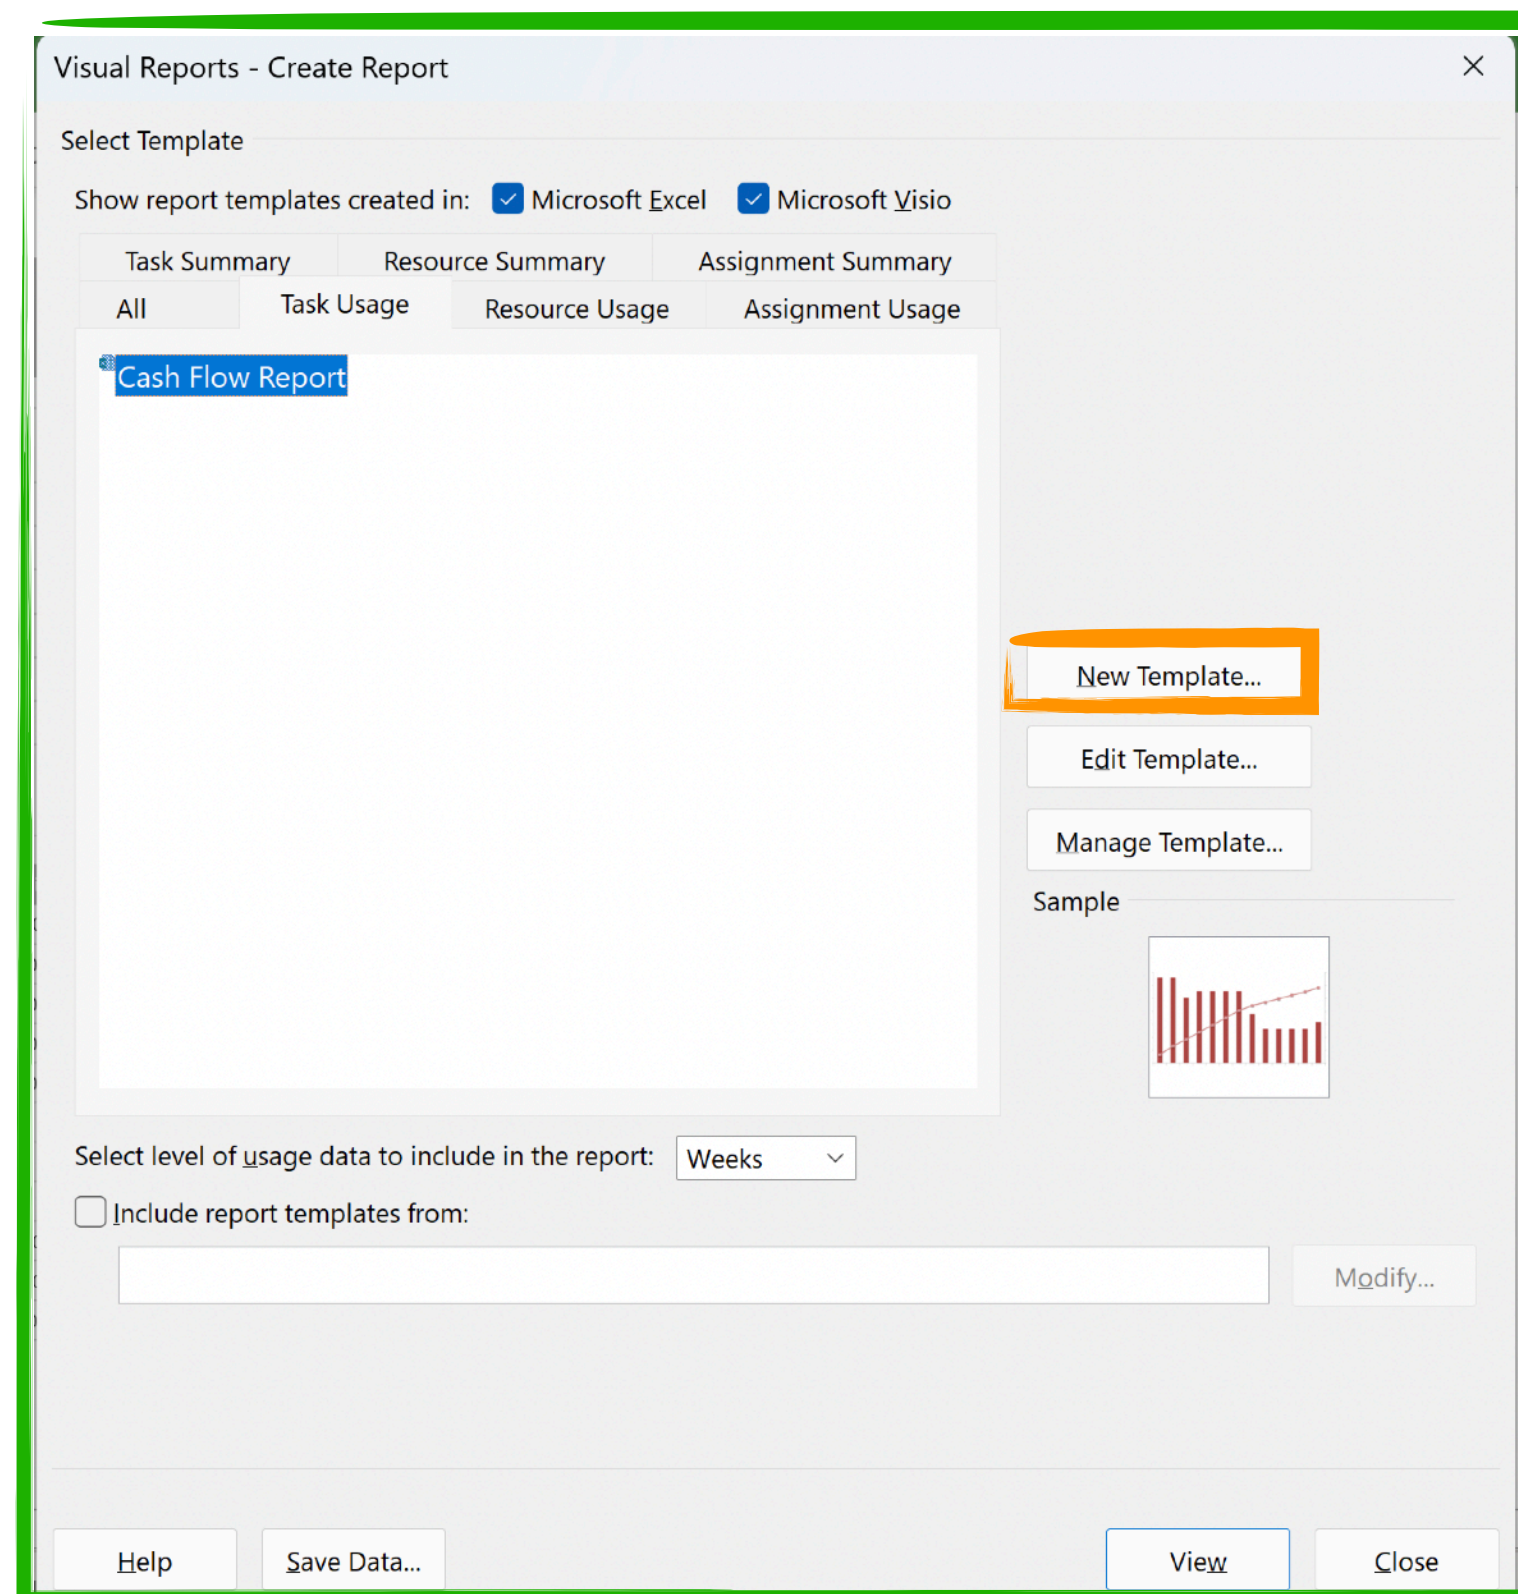 Visual Reports - Create Report
Select Template
Show report templates created in: Microsoft Excel Microsoft Visio
Task Summary Resource Summary Assignment Summary
All Task Usage Resource Usage Assignment Usage
Cash Flow Report
New Template...
Edit Template...
Manage Template...
Sample
Select level of usage data to include in the report: Weeks
Include report templates from:
Modify...
Help Save Data... View Close